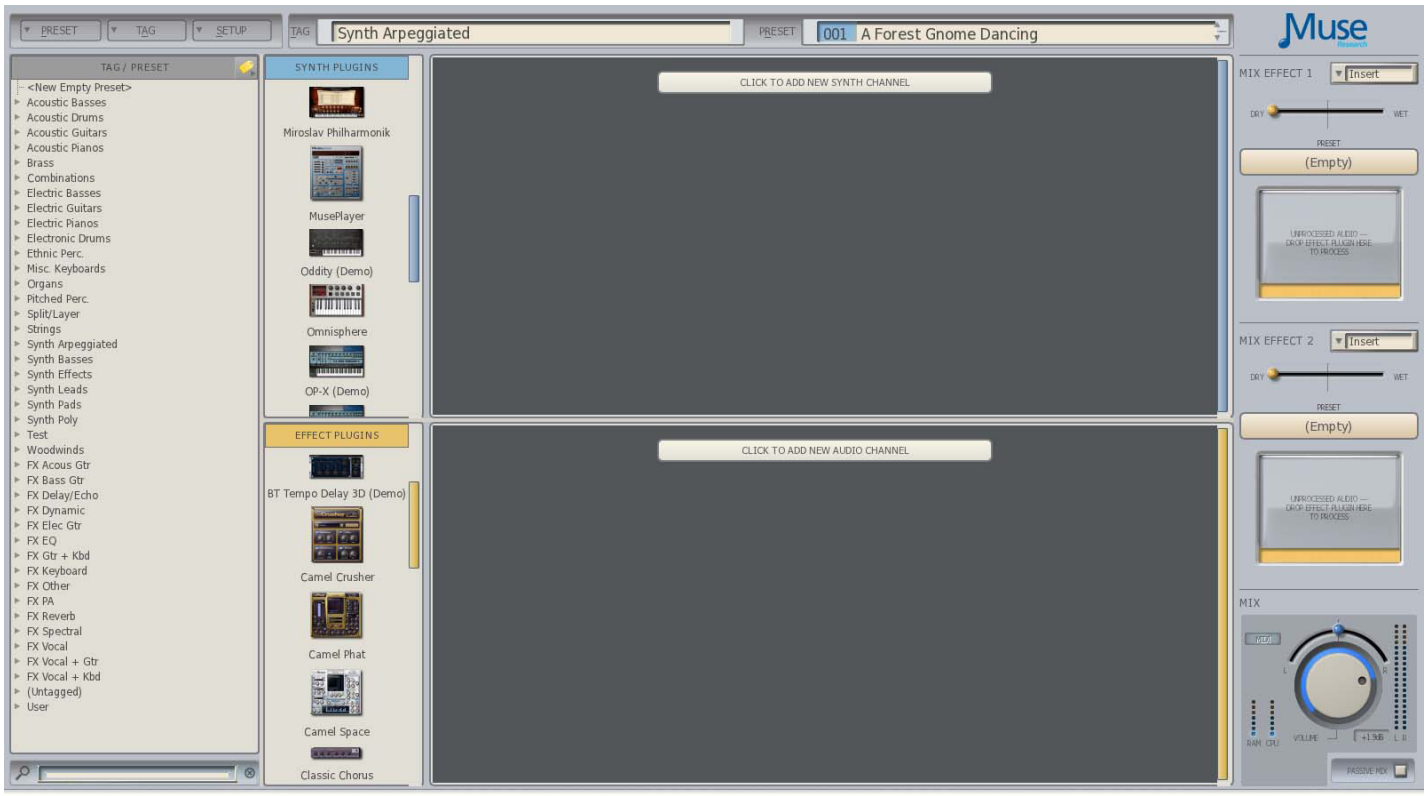 PRESET
TAG
SETUP
TAG
Synth Arpeggiated
PRESET
001 A Forest Gnome Dancing
Muse
Research
TAG / PRESET
<New Empty Preset>
Acoustic Basses
Acoustic Drums
Acoustic Guitars
Acoustic Pianos
Brass
Combinations
Electric Basses
Electric Guitars
Electric Pianos
Electronic Drums
Ethnic Perc.
Misc. Keyboards
Organs
Pitched Perc.
Split/Layer
Strings
Synth Arpeggiated
Synth Basses
Synth Effects
Synth Leads
Synth Pads
Synth Poly
Test
Woodwinds
FX Acous Gtr
FX Bass Gtr
FX Delay/Echo
FX Dynamic
FX Elec Gtr
FX EQ
FX Gtr + Kbd
FX Keyboard
FX Other
FX PA
FX Reverb
FX Spectral
FX Vocal
FX Vocal + Gtr
FX Vocal + Kbd
(Untagged)
User
SYNTH PLUGINS
Miroslav Philharmonik
MusePlayer
Oddity (Demo)
Omnisphere
OP-X (Demo)
EFFECT PLUGINS
BT Tempo Delay 3D (Demo)
Camel Crusher
Camel Phat
Camel Space
Classic Chorus
CLICK TO ADD NEW SYNTH CHANNEL
CLICK TO ADD NEW AUDIO CHANNEL
MIX EFFECT 1
Insert
DRY
WET
PRESET
(Empty)
UNPROCESSED AUDIO —
DROP EFFECT PLUGIN HERE
TO PROCESS
MIX EFFECT 2
Insert
DRY
WET
PRESET
(Empty)
UNPROCESSED AUDIO —
DROP EFFECT PLUGIN HERE
TO PROCESS
MIX
MIDI
L
R
RAM CPU
VOLUME
+1.9dB
L R
PASSIVE MIX